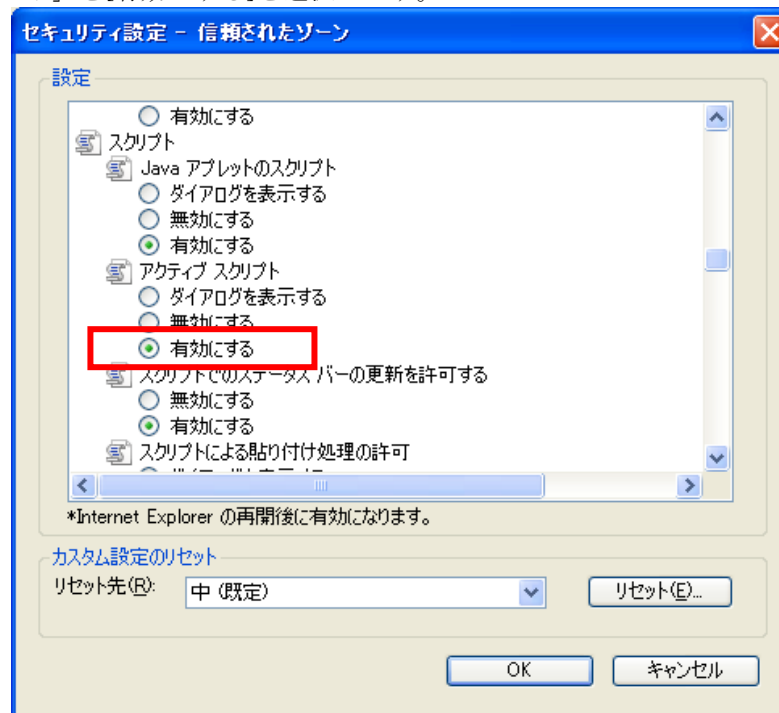 セキュリティ設定 - 信頼されたゾーン
設定
有効にする
スクリプト
Java アプレットのスクリプト
ダイアログを表示する
無効にする
有効にする
アクティブ スクリプト
ダイアログを表示する
無効にする
有効にする
スクリプトでのステータス バーの更新を許可する
無効にする
有効にする
スクリプトによる貼り付け処理の許可
*Internet Explorer の再開後に有効になります。
カスタム設定のリセット
リセット先(R): 中 (既定) リセット(E)...
OK キャンセル